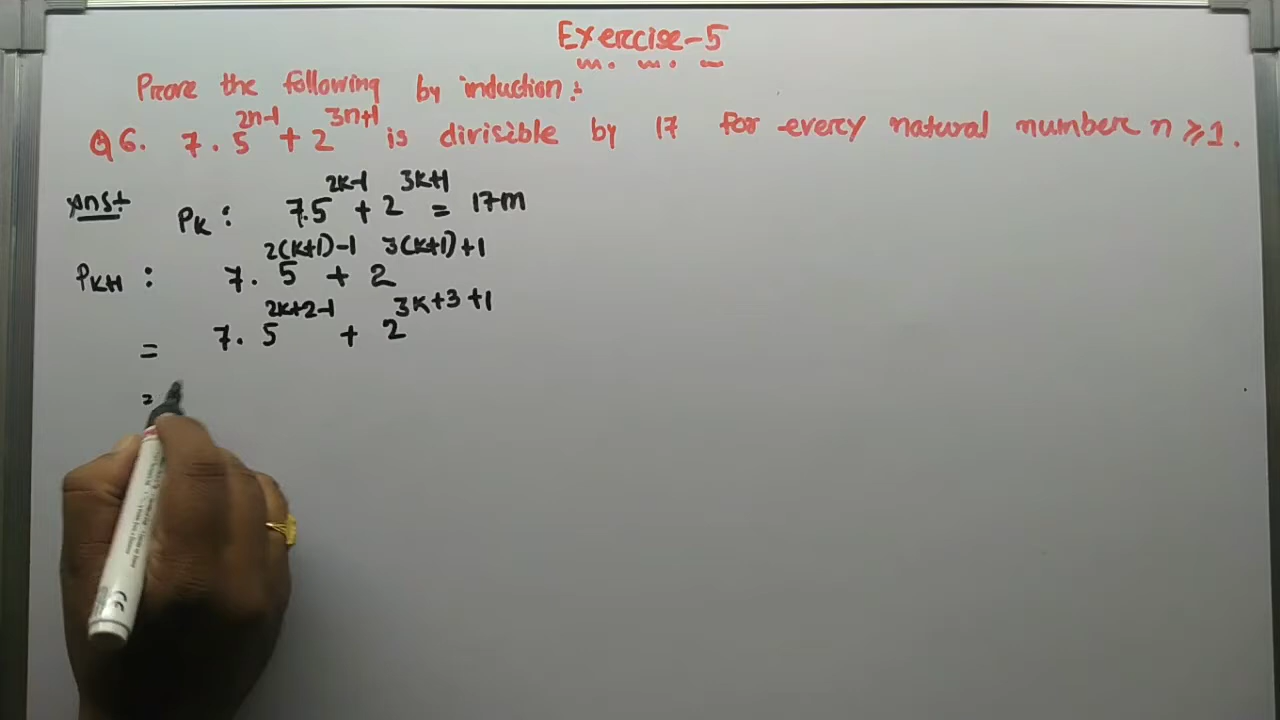 Exercise-5
Prove the following by induction:
Q6. 7.5^{2n-1} + 2^{3n+1} is divisible by 17 for every natural number n ≥ 1.
Ans: P_K : 7.5^{2k-1} + 2^{3k+1} = 17m
P_{K+1} : 7.5^{2(k+1)-1} + 2^{3(k+1)+1}
= 7.5^{2k+2-1} + 2^{3k+3+1}
=